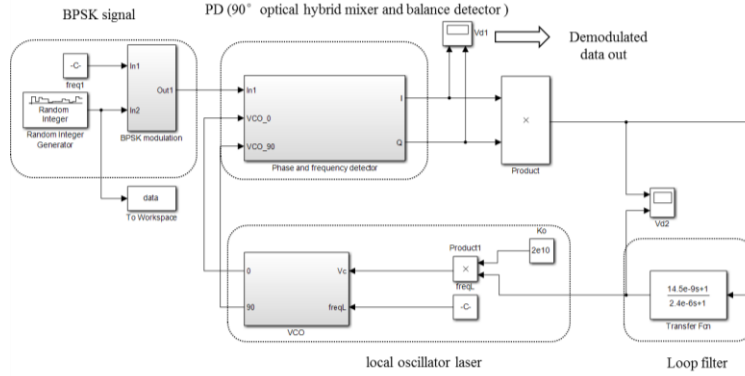 BPSK signal
PD (90° optical hybrid mixer and balance detector )
-C-
freq1
Random
Integer
Random Integer
Generator
In1
In2
Out1
BPSK modulation
data
To Workspace
In1
VCO_0
VCO_90
I
Q
Phase and frequency detector
Vd1
Demodulated
data out
×
Product
Vd2
Ko
2e10
Product1
×
freqL
-C-
0
90
Vc
freqL
VCO
local oscillator laser
14.5e-9s+1
2.4e-6s+1
Transfer Fcn
Loop filter